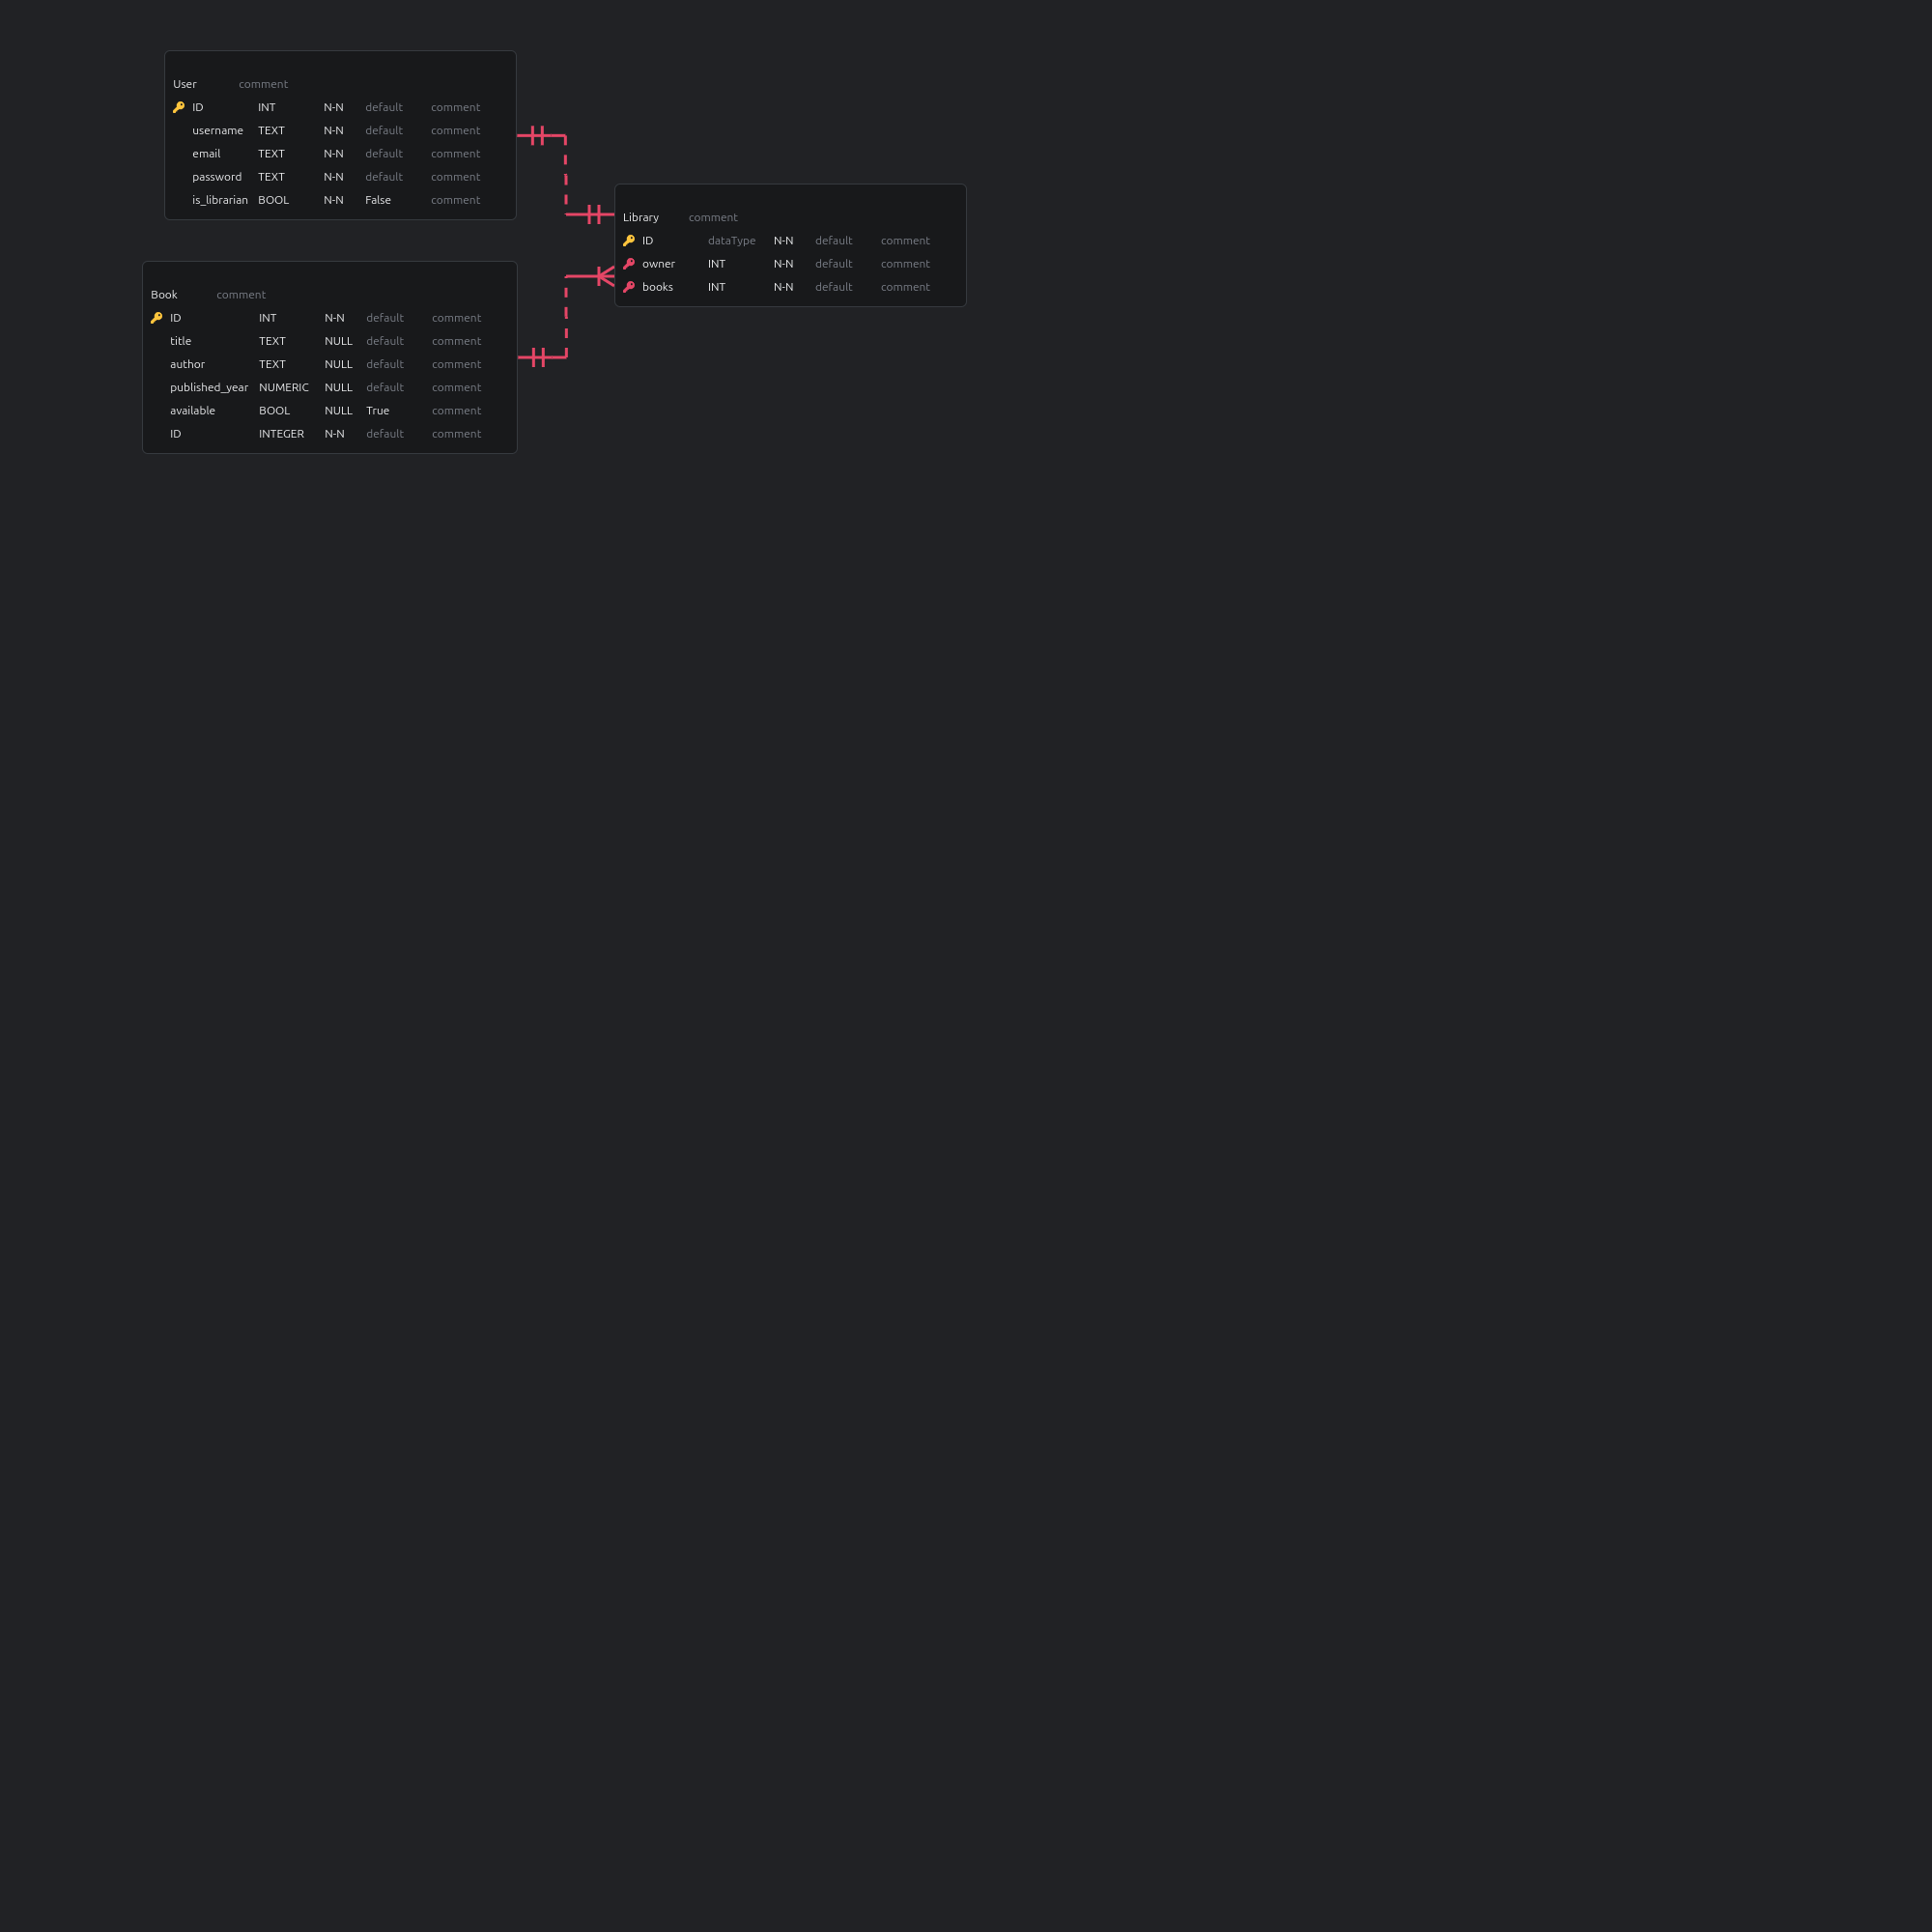 User comment
ID INT N-N default comment
username TEXT N-N default comment
email TEXT N-N default comment
password TEXT N-N default comment
is_librarian BOOL N-N False comment
Library comment
ID dataType N-N default comment
owner INT N-N default comment
books INT N-N default comment
Book comment
ID INT N-N default comment
title TEXT NULL default comment
author TEXT NULL default comment
published_year NUMERIC NULL default comment
available BOOL NULL True comment
ID INTEGER N-N default comment